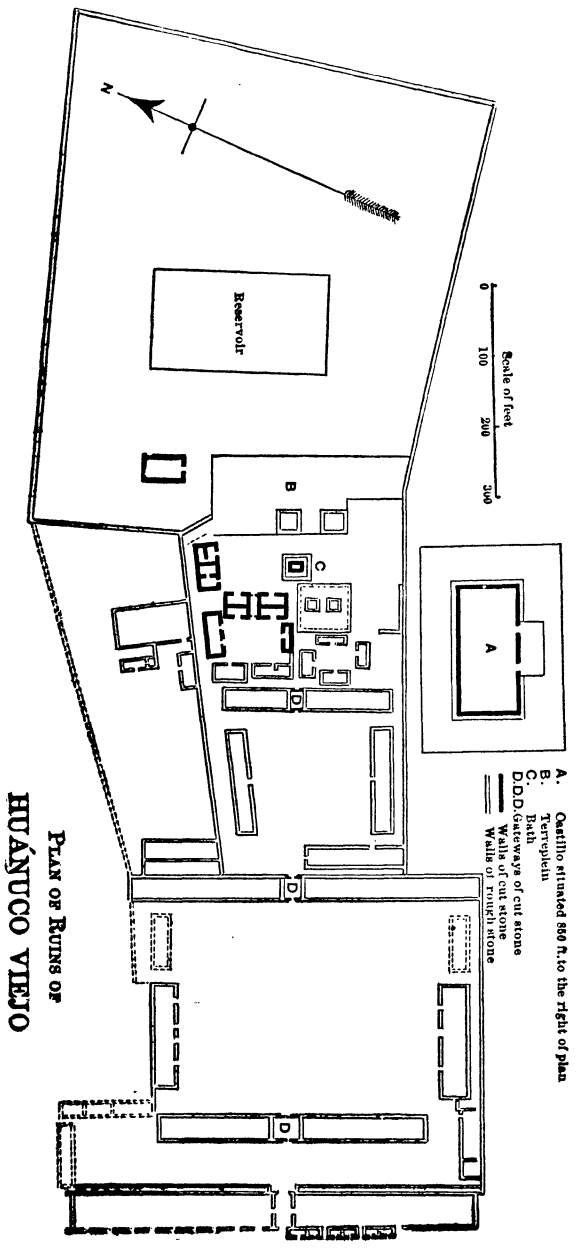 N
Scale of feet
0 100 200 300
Reservoir
B
C
A
D
D
D
A. Castillo situated 850 ft. to the right of plan
B. Terreplein
C. Bath
D.D.D. Gateways of cut stone
Walls of cut stone
Walls of rough stone
PLAN OF RUINS OF
HUÁNUCO VIEJO